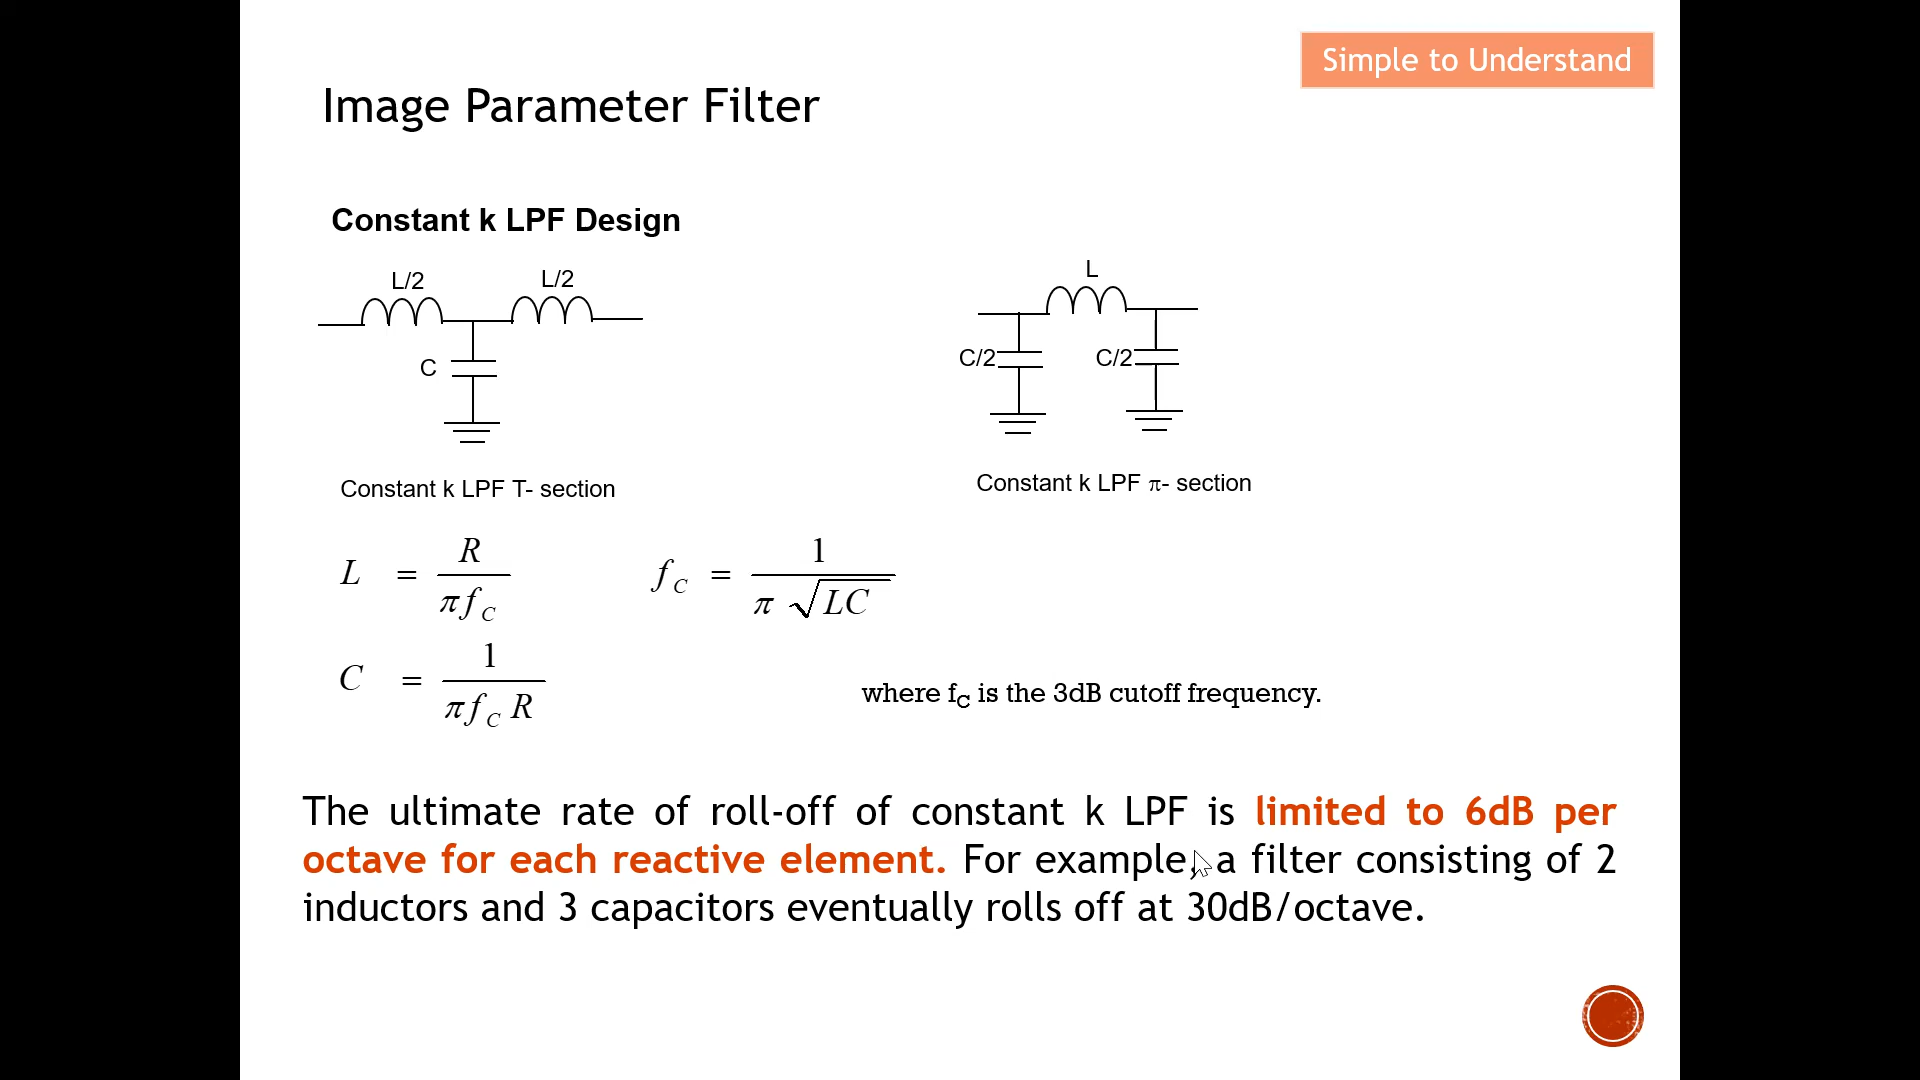 Simple to Understand
Image Parameter Filter
Constant k LPF Design
L/2
L/2
C
L
C/2
C/2
Constant k LPF T- section
Constant k LPF π- section
L = R / πf_C
f_C = 1 / π √LC
C = 1 / πf_C R
where f_C is the 3dB cutoff frequency.
The ultimate rate of roll-off of constant k LPF is limited to 6dB per
octave for each reactive element. For example, a filter consisting of 2
inductors and 3 capacitors eventually rolls off at 30dB/octave.